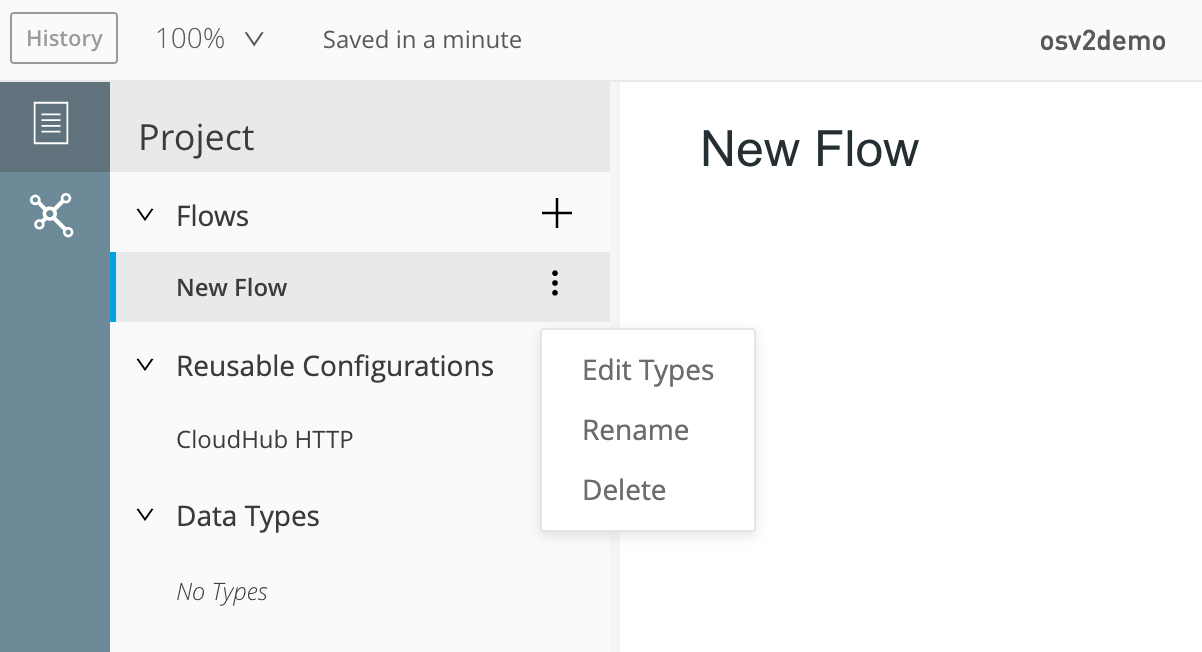 History
100%
Saved in a minute
osv2demo
Project
Flows
New Flow
Reusable Configurations
CloudHub HTTP
Data Types
No Types
Edit Types
Rename
Delete
New Flow